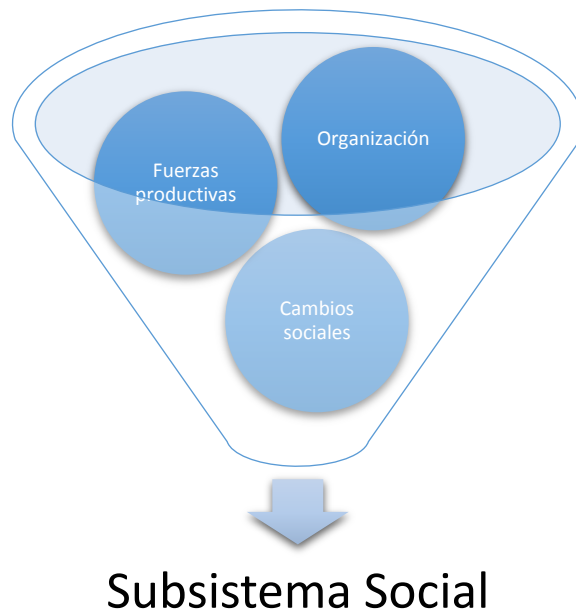 Organización
Fuerzas
productivas
Cambios
sociales
Subsistema Social